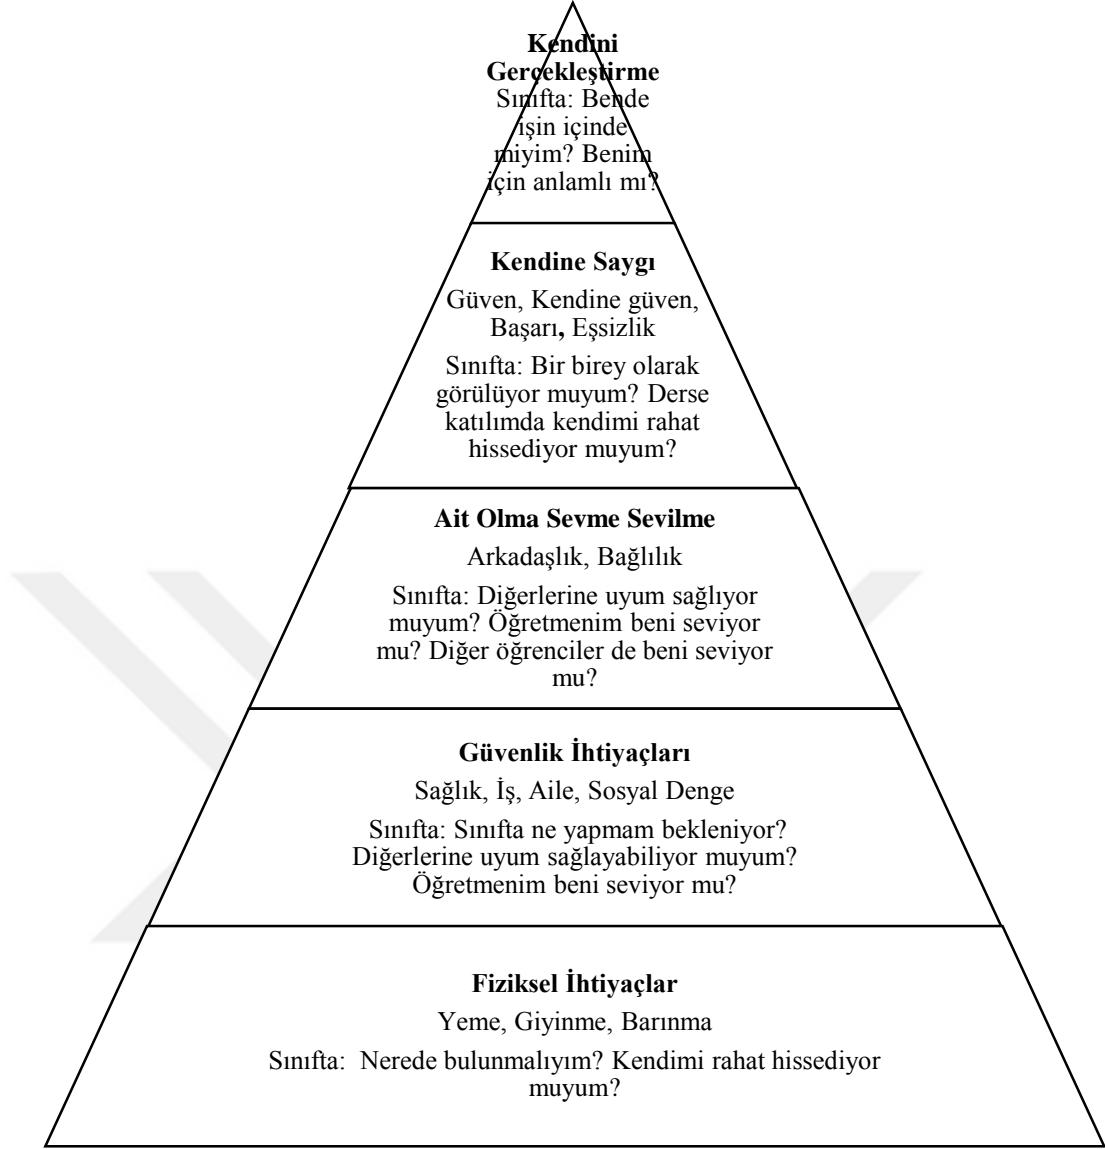 Kendini
Gerçekleştirme
Sınıfta: Bende
işin içinde
miyim? Benim
için anlamlı mı?
Kendine Saygı
Güven, Kendine güven,
Başarı, Eşsizlik
Sınıfta: Bir birey olarak
görülüyor muyum? Derse
katılımda kendimi rahat
hissediyor muyum?
Ait Olma Sevme Sevilme
Arkadaşlık, Bağlılık
Sınıfta: Diğerlerine uyum sağlıyor
muyum? Öğretmenim beni seviyor
mu? Diğer öğrenciler de beni seviyor
mu?
Güvenlik İhtiyaçları
Sağlık, İş, Aile, Sosyal Denge
Sınıfta: Sınıfta ne yapmam bekleniyor?
Diğerlerine uyum sağlayabiliyor muyum?
Öğretmenim beni seviyor mu?
Fiziksel İhtiyaçlar
Yeme, Giyinme, Barınma
Sınıfta: Nerede bulunmalıyım? Kendimi rahat hissediyor
muyum?